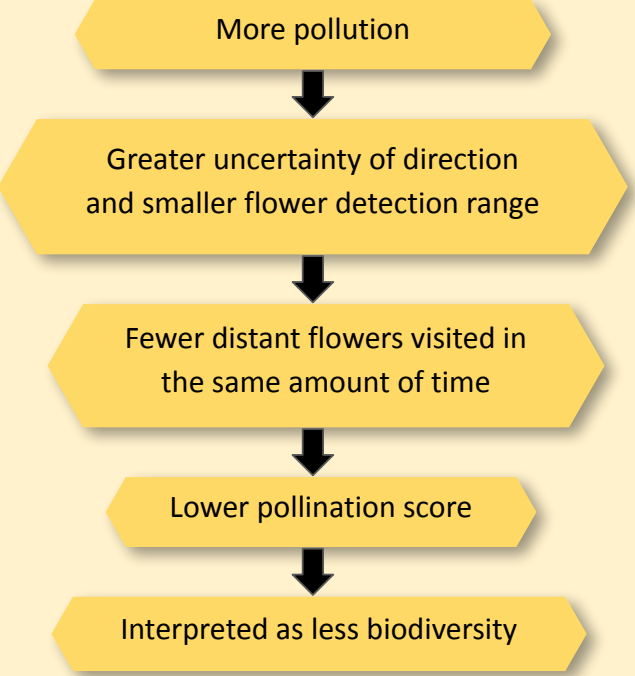 More pollution
Greater uncertainty of direction
and smaller flower detection range
Fewer distant flowers visited in
the same amount of time
Lower pollination score
Interpreted as less biodiversity